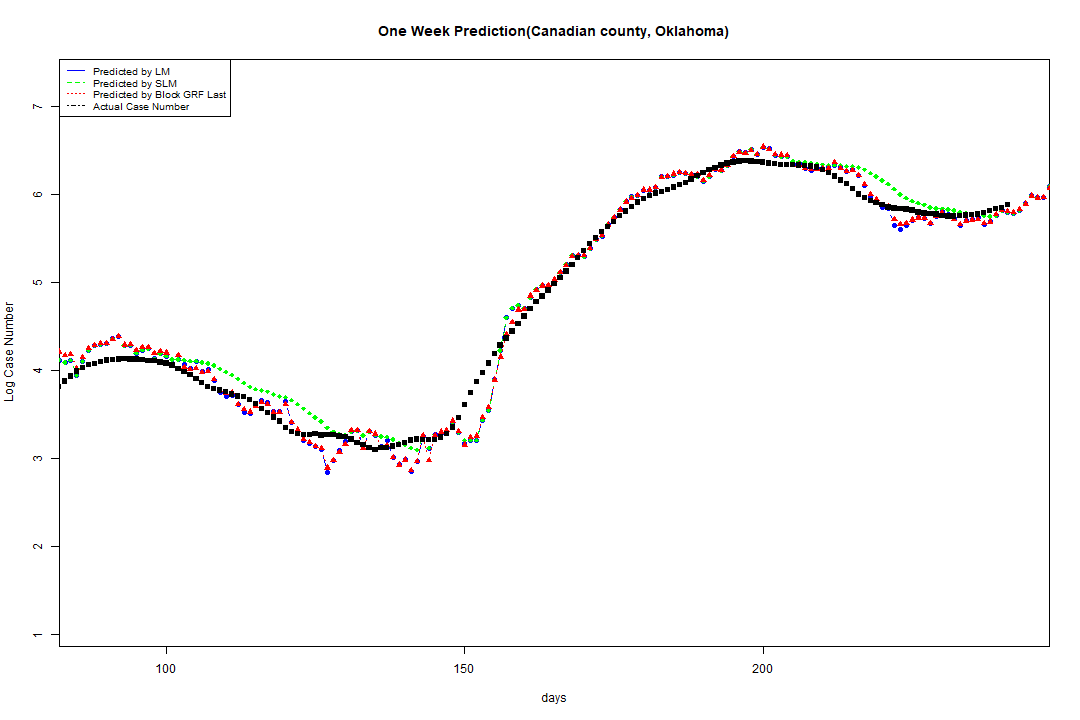 One Week Prediction(Canadian county, Oklahoma)
Predicted by LM
Predicted by SLM
Predicted by Block GRF Last
Actual Case Number
7
6
5
4
3
2
1
Log Case Number
100 150 200
days